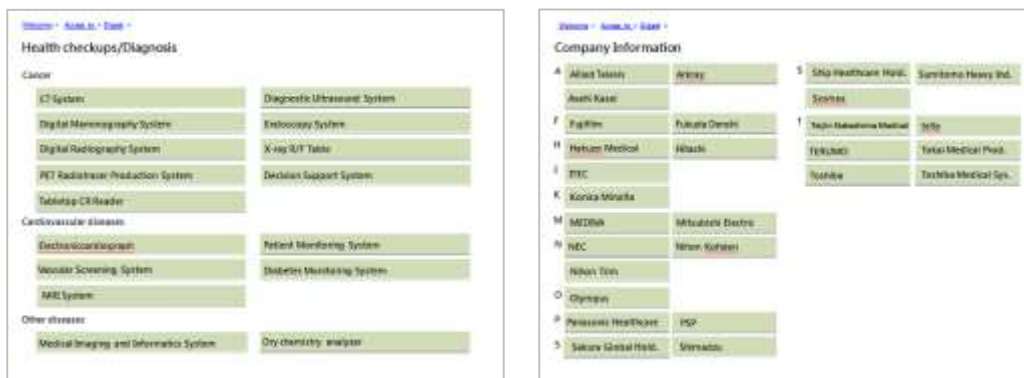 Health checkups/Diagnosis
Cancer
CT System
Diagnostic Ultrasound System
Digital Mammography System
Endoscopy System
Digital Radiography System
X-ray R/F Table
PET Radiotracer Production System
Decision Support System
Tabletop CR Reader
Cardiovascular diseases
Electrocardiograph
Patient Monitoring System
Vascular Screening System
Diabetes Monitoring System
MRI System
Other diseases
Medical Imaging and Informatics System
Dry chemistry analyzer
Company Information
A Allied Telesis Arkray
Asahi Kasei
F Fujifilm Fukuda Denshi
H Hakuzo Medical Hitachi
I
K Konica Minolta
M MEDIVA Mitsubishi Electric
N NEC Nihon Kohden
Nihon Trim
O Olympus
P Panasonic Healthcare PSP
S Sakura Global Hold. Shimadzu
S Ship Healthcare Hold. Sumitomo Heavy Ind.
Sysmex
T Teijin Nakashima Medical
TERUMO Tokai Medical Prod.
Toshiba Toshiba Medical Sys.